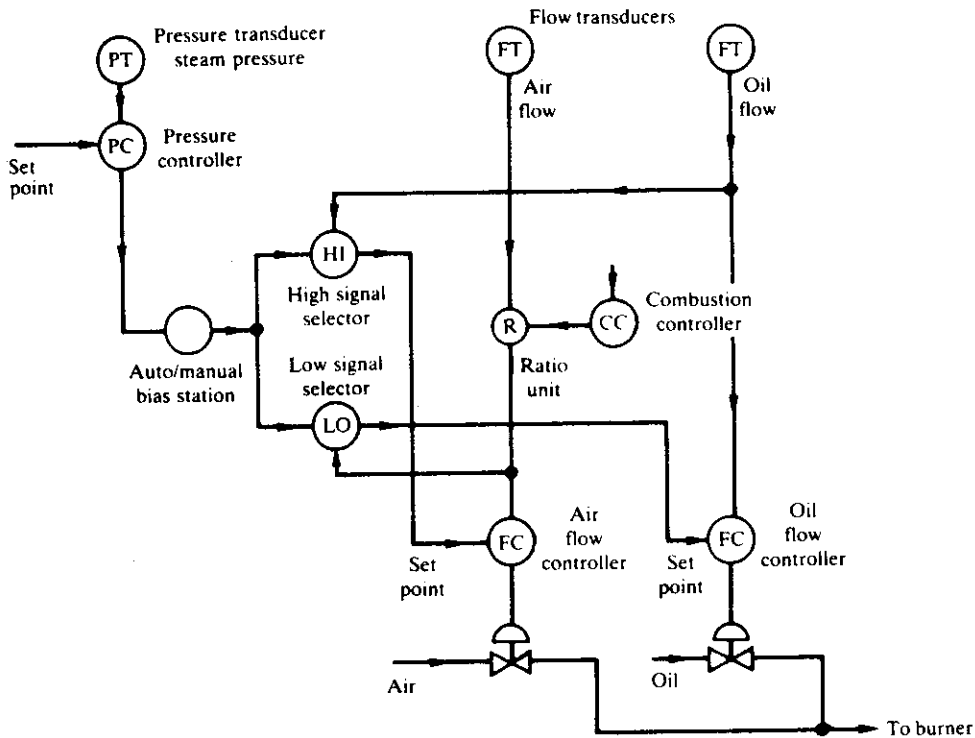 Flow transducers
Pressure transducer
steam pressure
PT
FT
FT
Air
flow
Oil
flow
PC
Pressure
controller
Set
point
HI
High signal
selector
Combustion
controller
R
CC
Auto/manual
bias station
Low signal
selector
Ratio
unit
LO
Air
flow
controller
Oil
flow
controller
FC
FC
Set
point
Set
point
Air
Oil
To burner